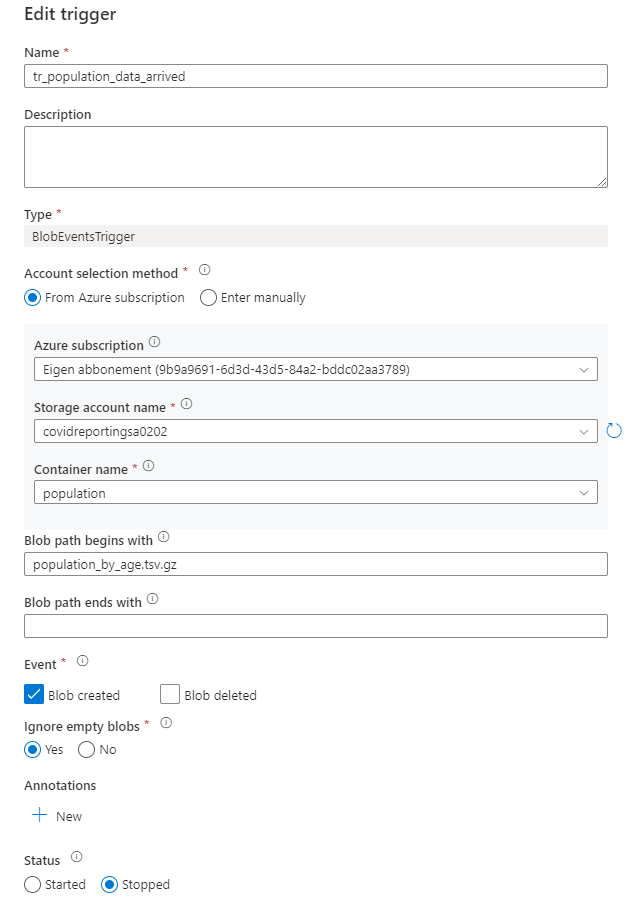 Edit trigger
Name *
tr_population_data_arrived
Description
Type *
BlobEventsTrigger
Account selection method *
From Azure subscription Enter manually
Azure subscription
Eigen abbonement (9b9a9691-6d3d-43d5-84a2-bddc02aa3789)
Storage account name *
covidreportingsa0202
Container name *
population
Blob path begins with
population_by_age.tsv.gz
Blob path ends with
Event *
Blob created Blob deleted
Ignore empty blobs *
Yes No
Annotations
New
Status
Started Stopped